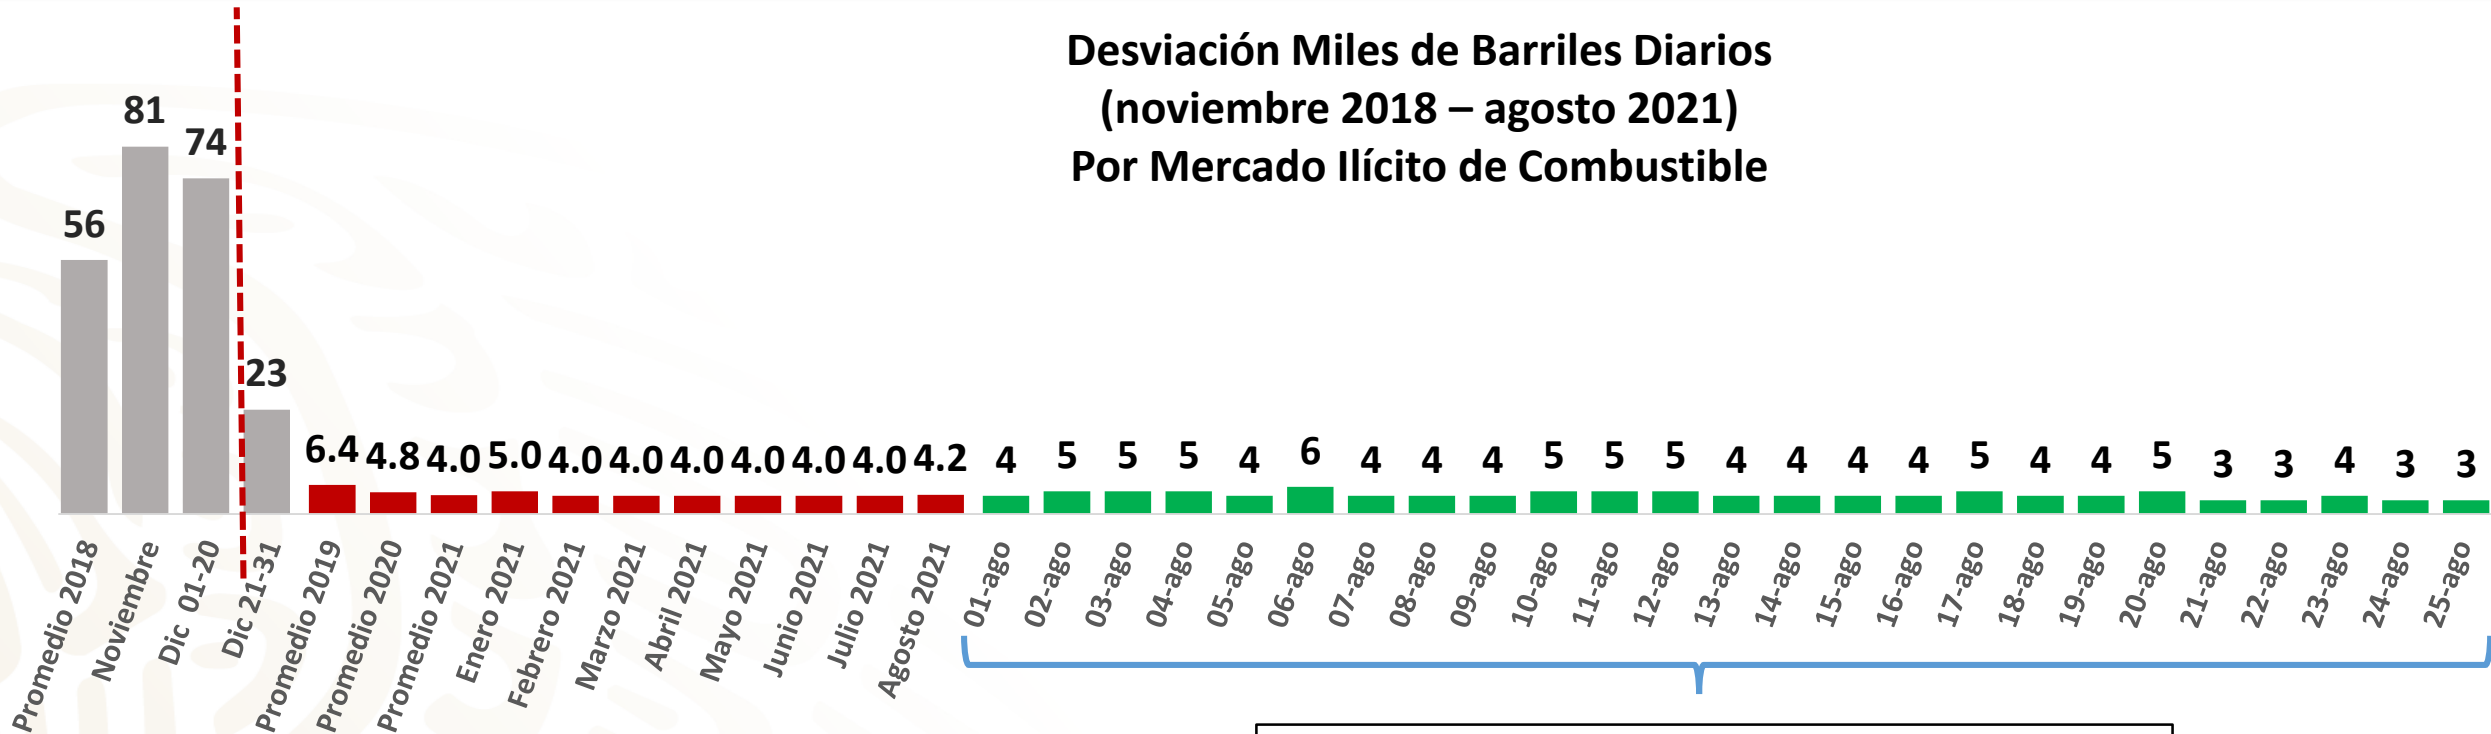 Desviación Miles de Barriles Diarios
(noviembre 2018 – agosto 2021)
Por Mercado Ilícito de Combustible
56
81
74
23
6.4
4.8
4.0
5.0
4.0
4.0
4.0
4.0
4.0
4.0
4.2
4
5
5
5
4
6
4
4
4
5
5
5
4
4
4
4
5
4
4
5
3
3
4
3
3
Promedio 2018
Noviembre
Dic 01-20
Dic 21-31
Promedio 2019
Promedio 2020
Promedio 2021
Enero 2021
Febrero 2021
Marzo 2021
Abril 2021
Mayo 2021
Junio 2021
Julio 2021
Agosto 2021
01-ago
02-ago
03-ago
04-ago
05-ago
06-ago
07-ago
08-ago
09-ago
10-ago
11-ago
12-ago
13-ago
14-ago
15-ago
16-ago
17-ago
18-ago
19-ago
20-ago
21-ago
22-ago
23-ago
24-ago
25-ago